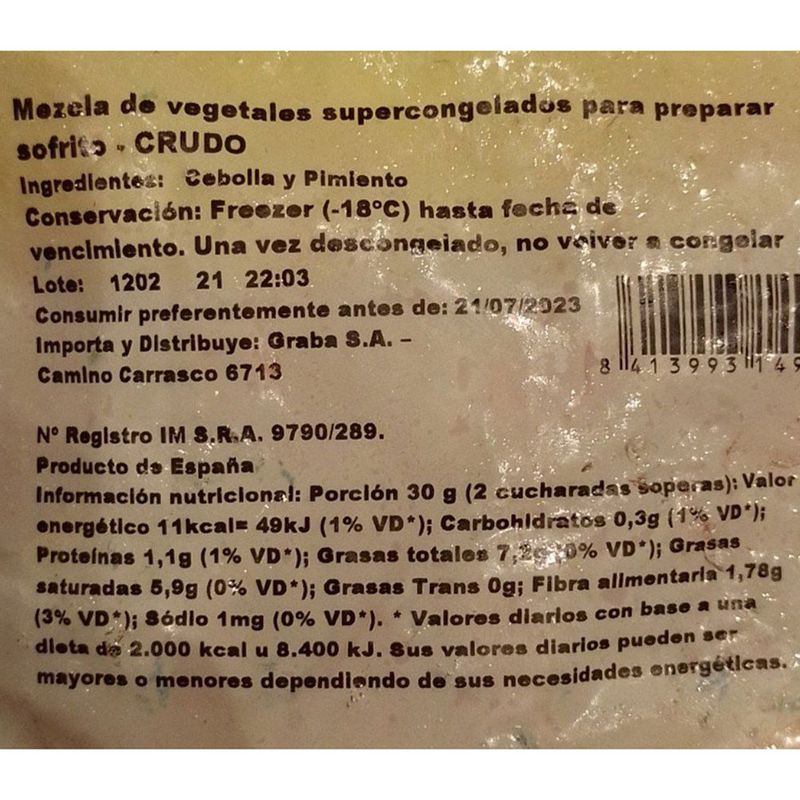 Mezcla de vegetales supercongelados para preparar
sofrito - CRUDO
Ingredientes: Cebolla y Pimiento
Conservación: Freezer (-18°C) hasta fecha de
vencimiento. Una vez descongelado, no volver a congelar
Lote: 1202 21 22:03
Consumir preferentemente antes de: 21/07/2023
Importa y Distribuye: Graba S.A. –
Camino Carrasco 6713
8 413993 149
Nº Registro IM S.R.A. 9790/289.
Producto de España
Información nutricional: Porción 30 g (2 cucharadas soperas): Valor
energético 11kcal= 49kJ (1% VD*); Carbohidratos 0,3g (1% VD*);
Proteínas 1,1g (1% VD*); Grasas totales (0% VD*); Grasas
saturadas 5,9g (0% VD*); Grasas Trans 0g; Fibra alimentaria 1,78g
(3% VD*); Sódio 1mg (0% VD*). * Valores diarios con base a una
dieta de 2.000 kcal u 8.400 kJ. Sus valores diarios pueden ser
mayores o menores dependiendo de sus necesidades energéticas.